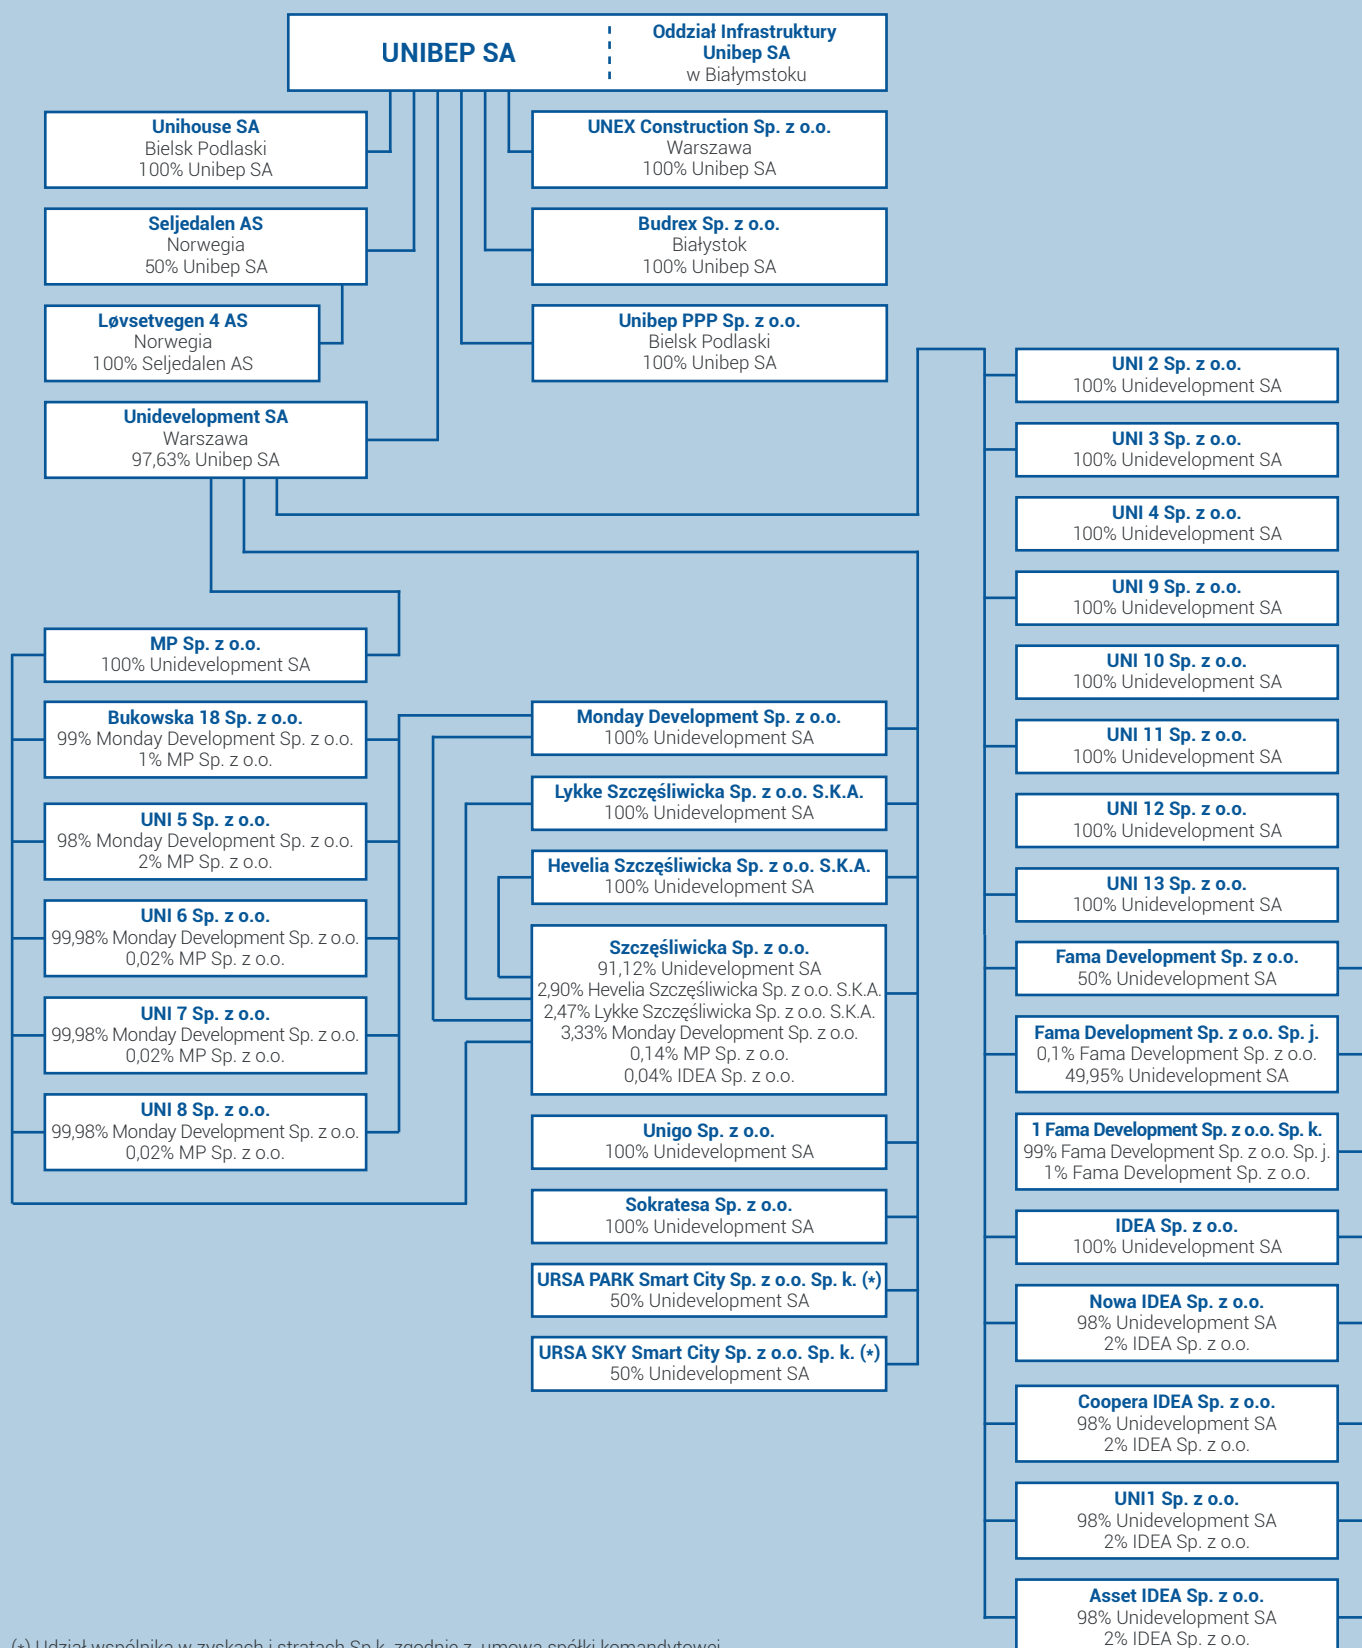 UNIBEP SA
Oddział Infrastruktury
Unibep SA
w Białymstoku
Unihouse SA
Bielsk Podlaski
100% Unibep SA
UNEX Construction Sp. z o.o.
Warszawa
100% Unibep SA
Seljedalen AS
Norwegia
50% Unibep SA
Budrex Sp. z o.o.
Białystok
100% Unibep SA
Løvsetvegen 4 AS
Norwegia
100% Seljedalen AS
Unibep PPP Sp. z o.o.
Bielsk Podlaski
100% Unibep SA
Unidevelopment SA
Warszawa
97,63% Unibep SA
MP Sp. z o.o.
100% Unidevelopment SA
Bukowska 18 Sp. z o.o.
99% Monday Development Sp. z o.o.
1% MP Sp. z o.o.
UNI 5 Sp. z o.o.
98% Monday Development Sp. z o.o.
2% MP Sp. z o.o.
UNI 6 Sp. z o.o.
99,98% Monday Development Sp. z o.o.
0,02% MP Sp. z o.o.
UNI 7 Sp. z o.o.
99,98% Monday Development Sp. z o.o.
0,02% MP Sp. z o.o.
UNI 8 Sp. z o.o.
99,98% Monday Development Sp. z o.o.
0,02% MP Sp. z o.o.
Monday Development Sp. z o.o.
100% Unidevelopment SA
Lykke Szczęśliwicka Sp. z o.o. S.K.A.
100% Unidevelopment SA
Hevelia Szczęśliwicka Sp. z o.o. S.K.A.
100% Unidevelopment SA
Szczęśliwicka Sp. z o.o.
91,12% Unidevelopment SA
2,90% Hevelia Szczęśliwicka Sp. z o.o. S.K.A.
2,47% Lykke Szczęśliwicka Sp. z o.o. S.K.A.
3,33% Monday Development Sp. z o.o.
0,14% MP Sp. z o.o.
0,04% IDEA Sp. z o.o.
Unigo Sp. z o.o.
100% Unidevelopment SA
Sokratesa Sp. z o.o.
100% Unidevelopment SA
URSA PARK Smart City Sp. z o.o. Sp. k. (*)
50% Unidevelopment SA
URSA SKY Smart City Sp. z o.o. Sp. k. (*)
50% Unidevelopment SA
UNI 2 Sp. z o.o.
100% Unidevelopment SA
UNI 3 Sp. z o.o.
100% Unidevelopment SA
UNI 4 Sp. z o.o.
100% Unidevelopment SA
UNI 9 Sp. z o.o.
100% Unidevelopment SA
UNI 10 Sp. z o.o.
100% Unidevelopment SA
UNI 11 Sp. z o.o.
100% Unidevelopment SA
UNI 12 Sp. z o.o.
100% Unidevelopment SA
UNI 13 Sp. z o.o.
100% Unidevelopment SA
Fama Development Sp. z o.o.
50% Unidevelopment SA
Fama Development Sp. z o.o. Sp. j.
0,1% Fama Development Sp. z o.o.
49,95% Unidevelopment SA
1 Fama Development Sp. z o.o. Sp. k.
99% Fama Development Sp. z o.o. Sp. j.
1% Fama Development Sp. z o.o.
IDEA Sp. z o.o.
100% Unidevelopment SA
Nowa IDEA Sp. z o.o.
98% Unidevelopment SA
2% IDEA Sp. z o.o.
Coopera IDEA Sp. z o.o.
98% Unidevelopment SA
2% IDEA Sp. z o.o.
UNI1 Sp. z o.o.
98% Unidevelopment SA
2% IDEA Sp. z o.o.
Asset IDEA Sp. z o.o.
98% Unidevelopment SA
2% IDEA Sp. z o.o.
(*) Udział wspólnika w zyskach i stratach Sp.k. zgodnie z umową spółki komandytowej